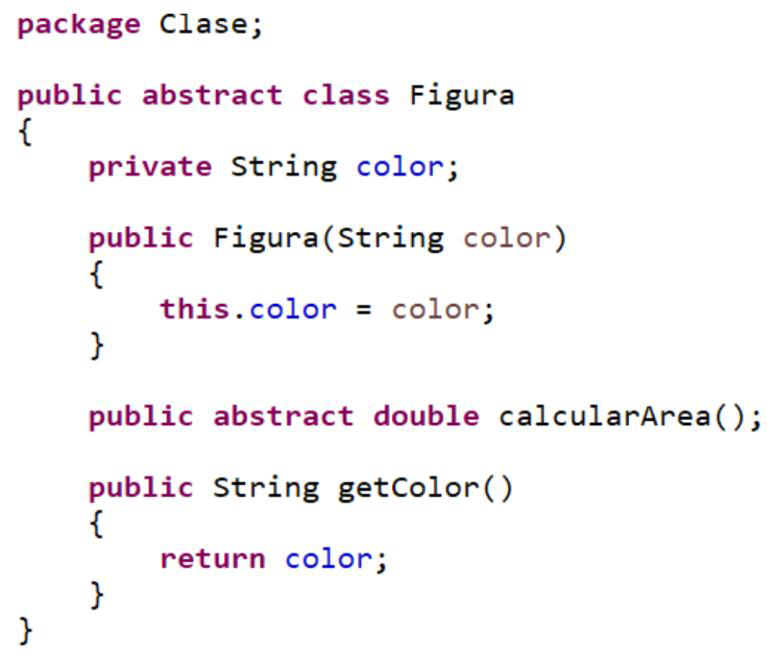 package Clase;
public abstract class Figura
{
    private String color;
    public Figura(String color)
    {
        this.color = color;
    }
    public abstract double calcularArea();
    public String getColor()
    {
        return color;
    }
}